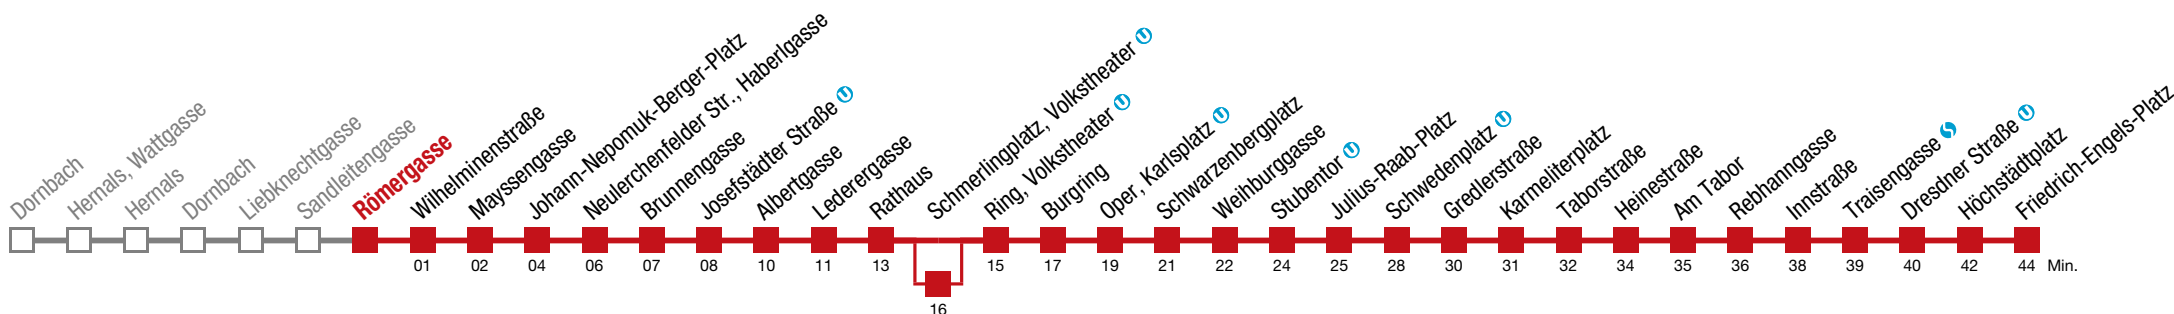 Dornbach
Hernals, Wattgasse
Hernals
Dornbach
Liebknechtgasse
Sandleitengasse
Römergasse
Wilhelminenstraße
Mayssengasse
Johann-Nepomuk-Berger-Platz
Neulerchenfelder Str., Haberlgasse
Brunnengasse
Josefstädter Straße U
Albertgasse
Lederergasse
Rathaus
Schmerlingplatz, Volkstheater U
Ring, Volkstheater U
Burgring
Oper, Karlsplatz U
Schwarzenbergplatz
Weihburggasse
Stubentor U
Julius-Raab-Platz
Schwedenplatz U
Gredlerstraße
Karmeliterplatz
Taborstraße
Heinestraße
Am Tabor
Rebhanngasse
Innstraße
Traisengasse S
Dresdner Straße U
Höchstädtplatz
Friedrich-Engels-Platz
01 02 04 06 07 08 10 11 13 15 17 19 21 22 24 25 28 30 31 32 34 35 36 38 39 40 42 44 Min.
16